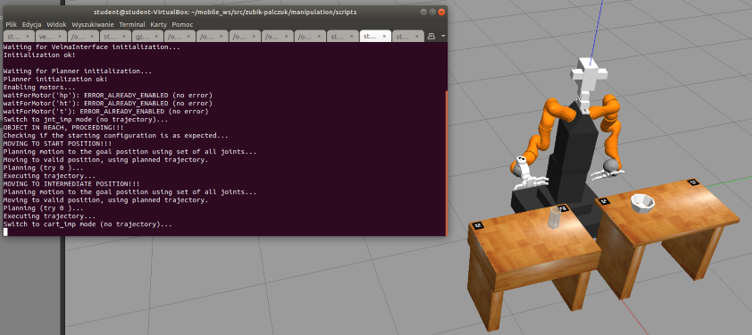 student@student-VirtualBox: ~/mobile_ws/src/zubik-palczuk/manipulation/scripts
Plik Edycja Widok Wyszukiwanie Terminal Karty Pomoc
st... ve... /o... st... gz... /o... /o... /o... /o... /o... st... st... st...
Waiting for VelmaInterface initialization...
Initialization ok!
Waiting for Planner initialization...
Planner initialization ok!
Enabling motors...
waitForMotor('hp'): ERROR_ALREADY_ENABLED (no error)
waitForMotor('ht'): ERROR_ALREADY_ENABLED (no error)
waitForMotor('t'): ERROR_ALREADY_ENABLED (no error)
Switch to jnt_imp mode (no trajectory)...
OBJECT IN REACH, PROCEEDING!!!
Checking if the starting configuration is as expected...
MOVING TO START POSITION!!!
Planning motion to the goal position using set of all joints...
Moving to valid position, using planned trajectory.
Planning (try 0 )...
Executing trajectory...
MOVING TO INTERMEDIATE POSITION!!!
Planning motion to the goal position using set of all joints...
Moving to valid position, using planned trajectory.
Planning (try 0 )...
Executing trajectory...
Switch to cart_imp mode (no trajectory)...